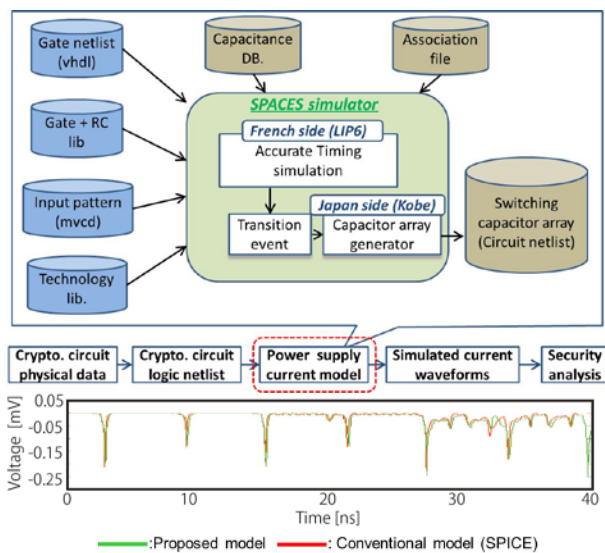 Gate netlist
(vhdl)
Capacitance
DB.
Association
file
SPACES simulator
Gate + RC
lib
French side (LIP6)
Accurate Timing
simulation
Input pattern
(mvcd)
Japan side (Kobe)
Transition
event
Capacitor array
generator
Switching
capacitor array
(Circuit netlist)
Technology
lib.
Crypto. circuit
physical data
Crypto. circuit
logic netlist
Power supply
current model
Simulated current
waveforms
Security
analysis
Voltage [mV]
0.05
-0.05
-0.15
-0.25
0 10 20 30 40
Time [ns]
:Proposed model : Conventional model (SPICE)